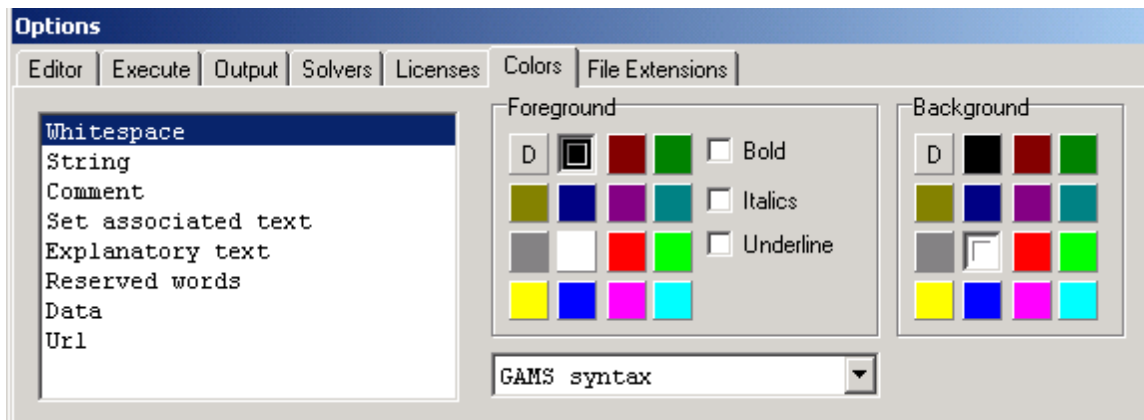 Options
Editor Execute Output Solvers Licenses Colors File Extensions
Whitespace
String
Comment
Set associated text
Explanatory text
Reserved words
Data
Url
Foreground
D
Bold
Italics
Underline
GAMS syntax
Background
D